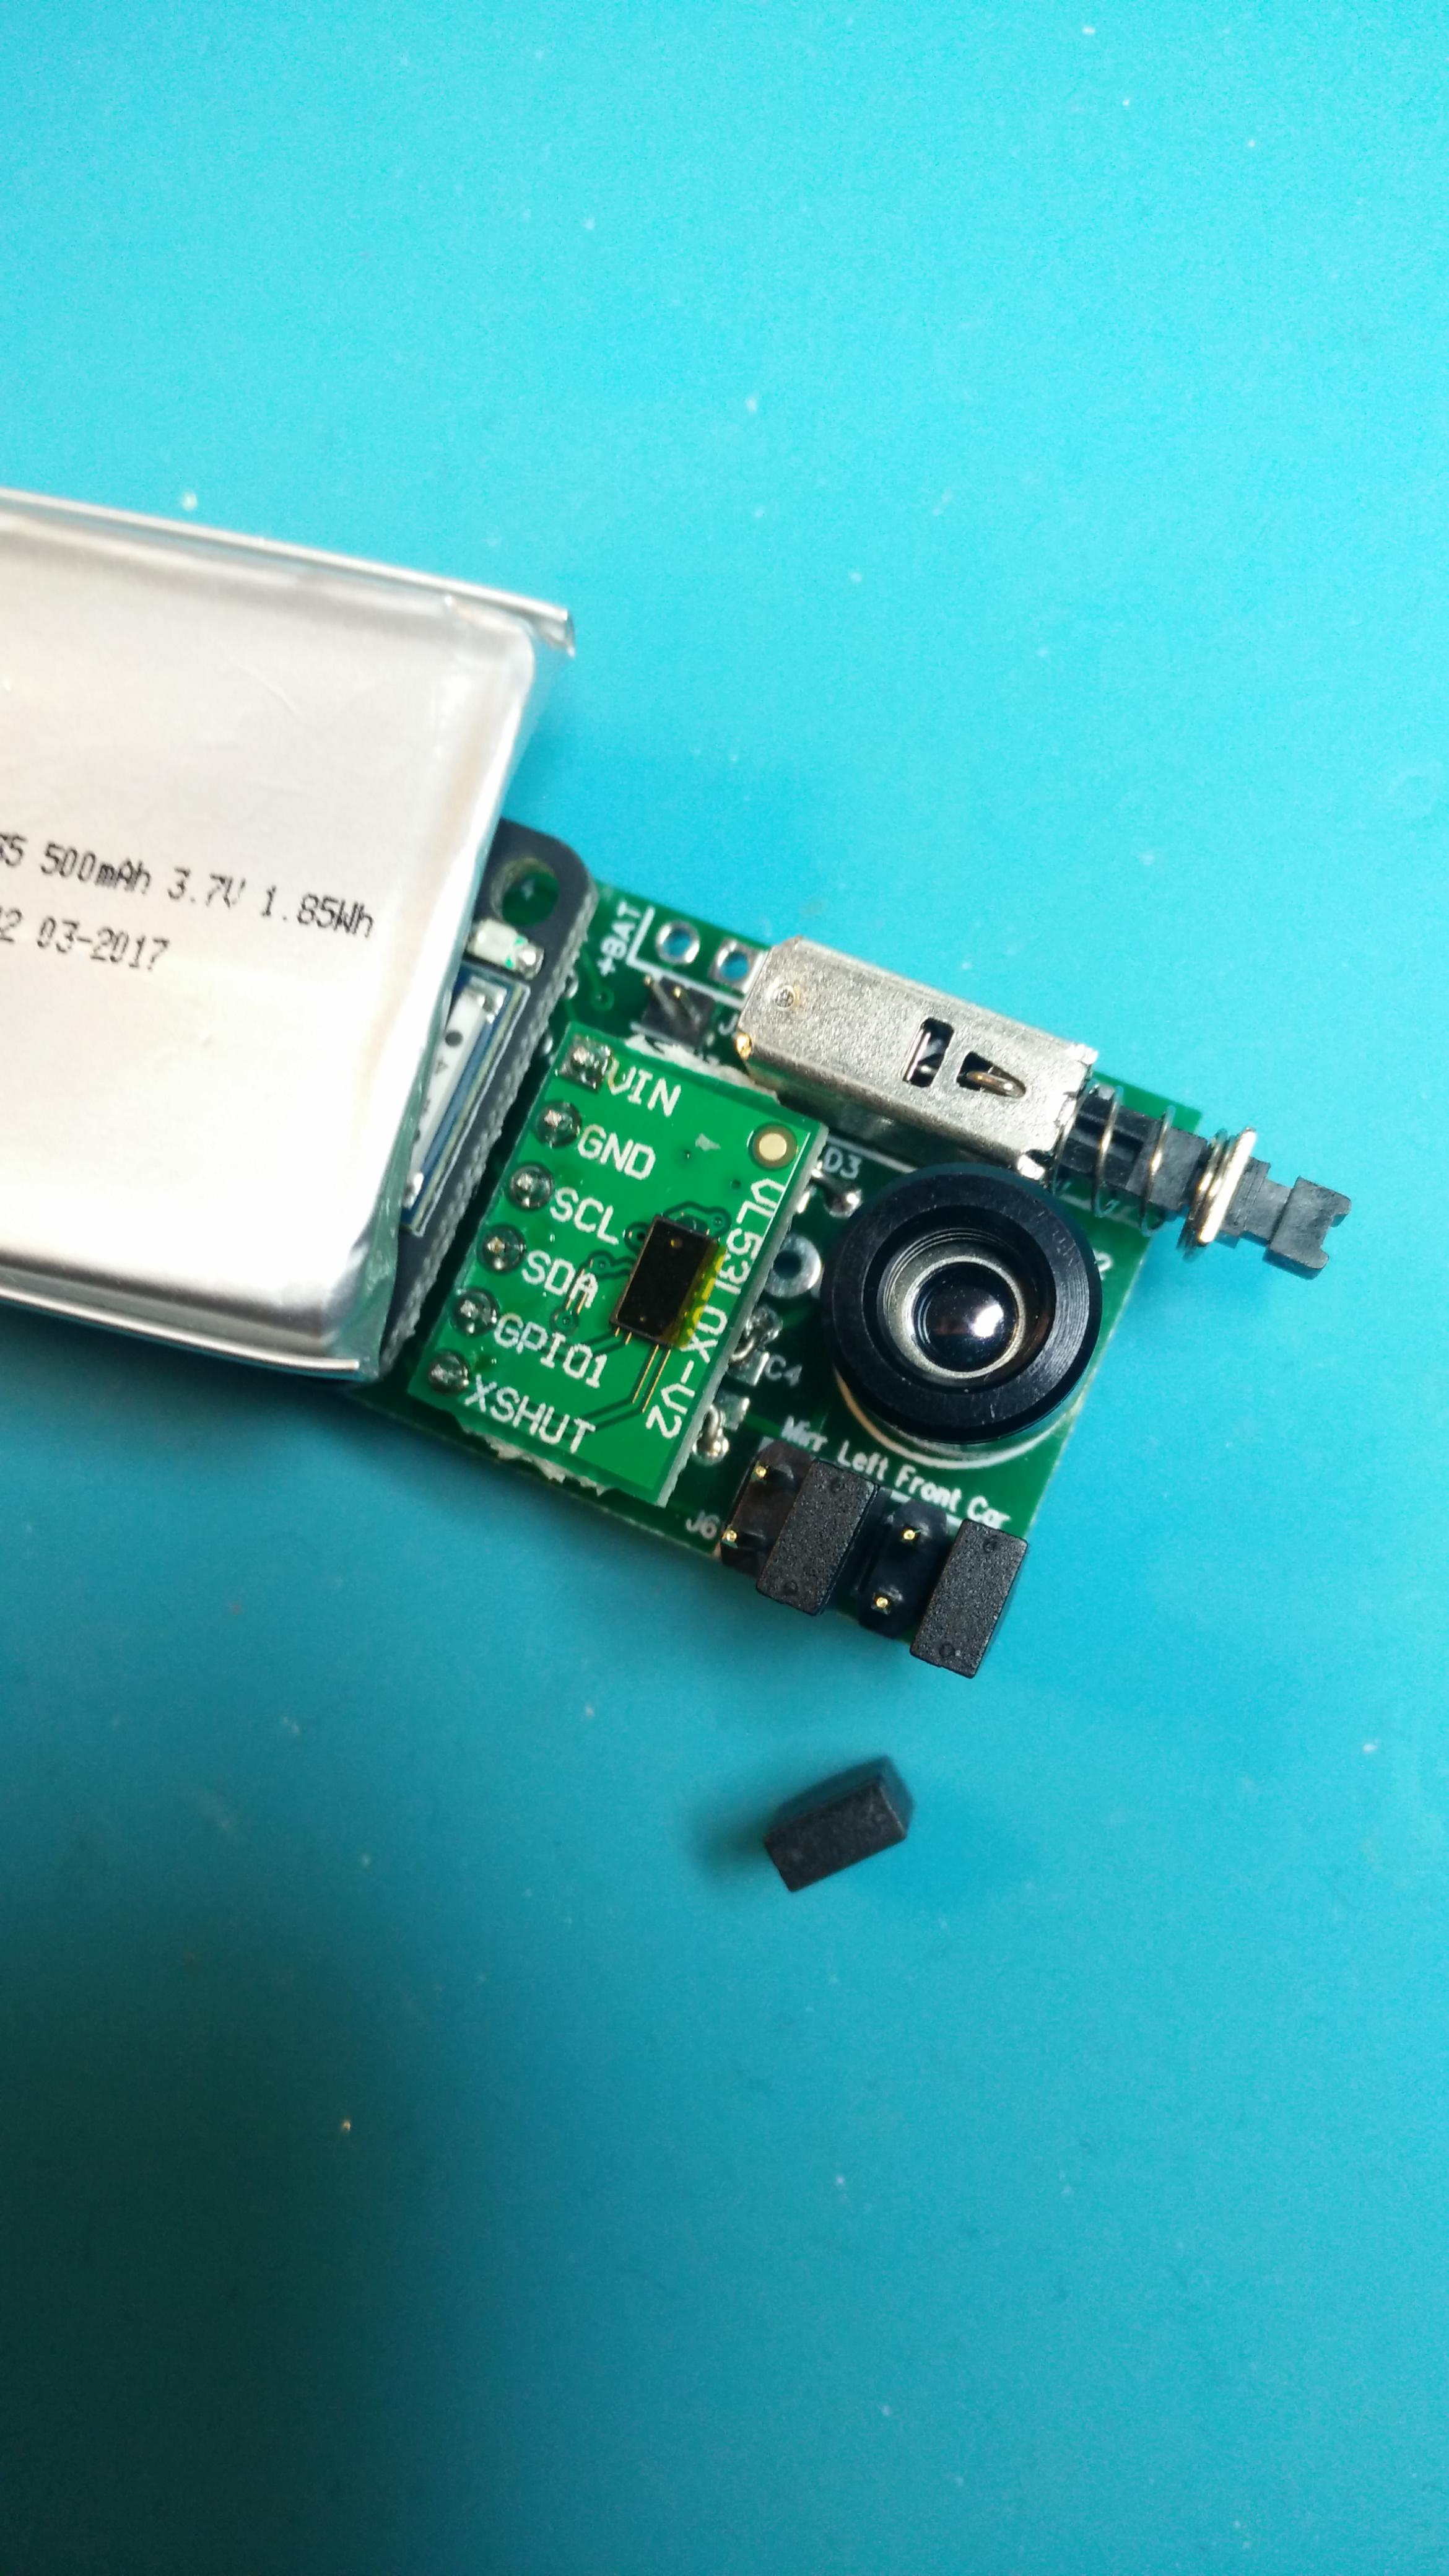 500mAh 3.7V 1.85Wh
03-2017
+BAT
VIN
GND
SCL
SDA
GPIO1
XSHUT
VL53L0X-V2
D3
C4
Mirr Left Front Car
J6